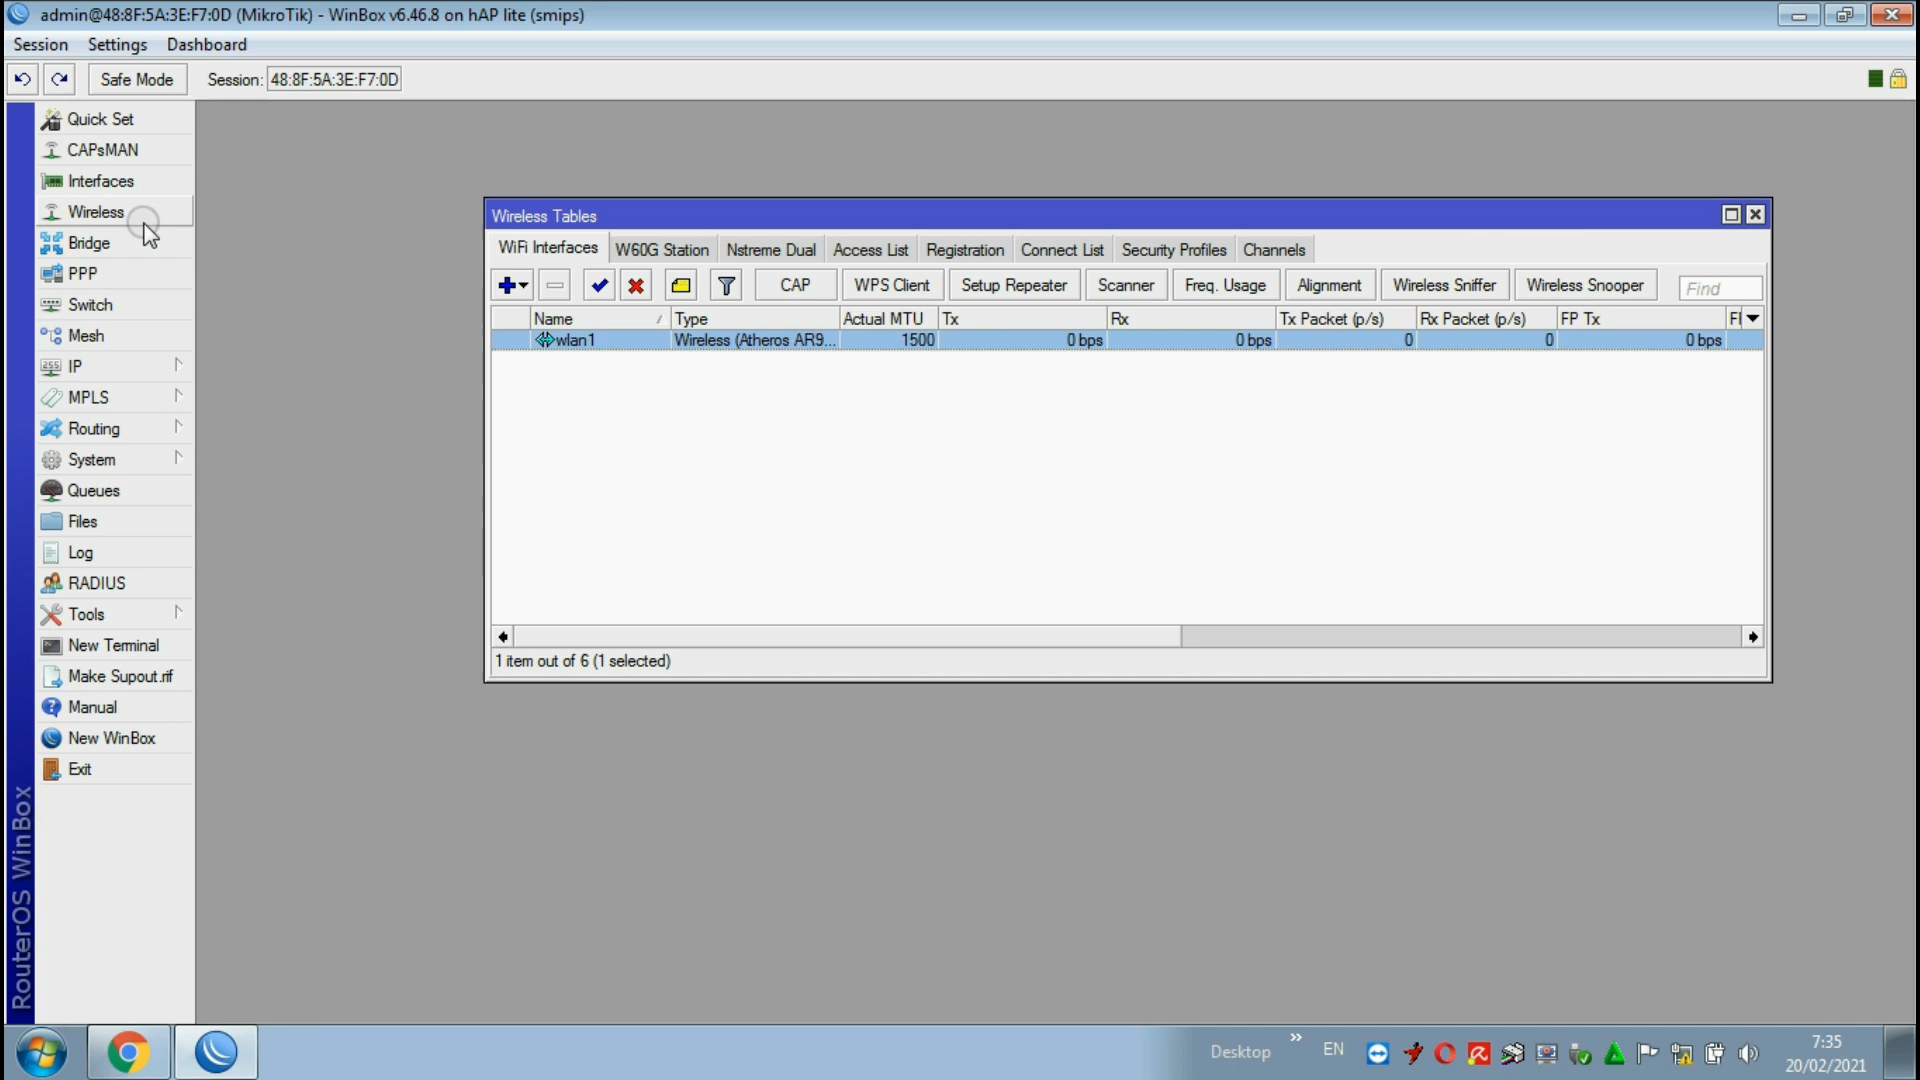 admin@48:8F:5A:3E:F7:0D (MikroTik) - WinBox v6.46.8 on hAP lite (smips)
Session Settings Dashboard
Safe Mode Session: 48:8F:5A:3E:F7:0D
Quick Set
CAPsMAN
Interfaces
Wireless
Bridge
PPP
Switch
Mesh
IP
MPLS
Routing
System
Queues
Files
Log
RADIUS
Tools
New Terminal
Make Supout.rif
Manual
New WinBox
Exit
RouterOS WinBox
Wireless Tables
WiFi Interfaces W60G Station Nstreme Dual Access List Registration Connect List Security Profiles Channels
CAP WPS Client Setup Repeater Scanner Freq. Usage Alignment Wireless Sniffer Wireless Snooper Find
Name Type Actual MTU Tx Rx Tx Packet (p/s) Rx Packet (p/s) FP Tx
wlan1 Wireless (Atheros AR9... 1500 0 bps 0 bps 0 0 0 bps
1 item out of 6 (1 selected)
Desktop EN 7:35
20/02/2021